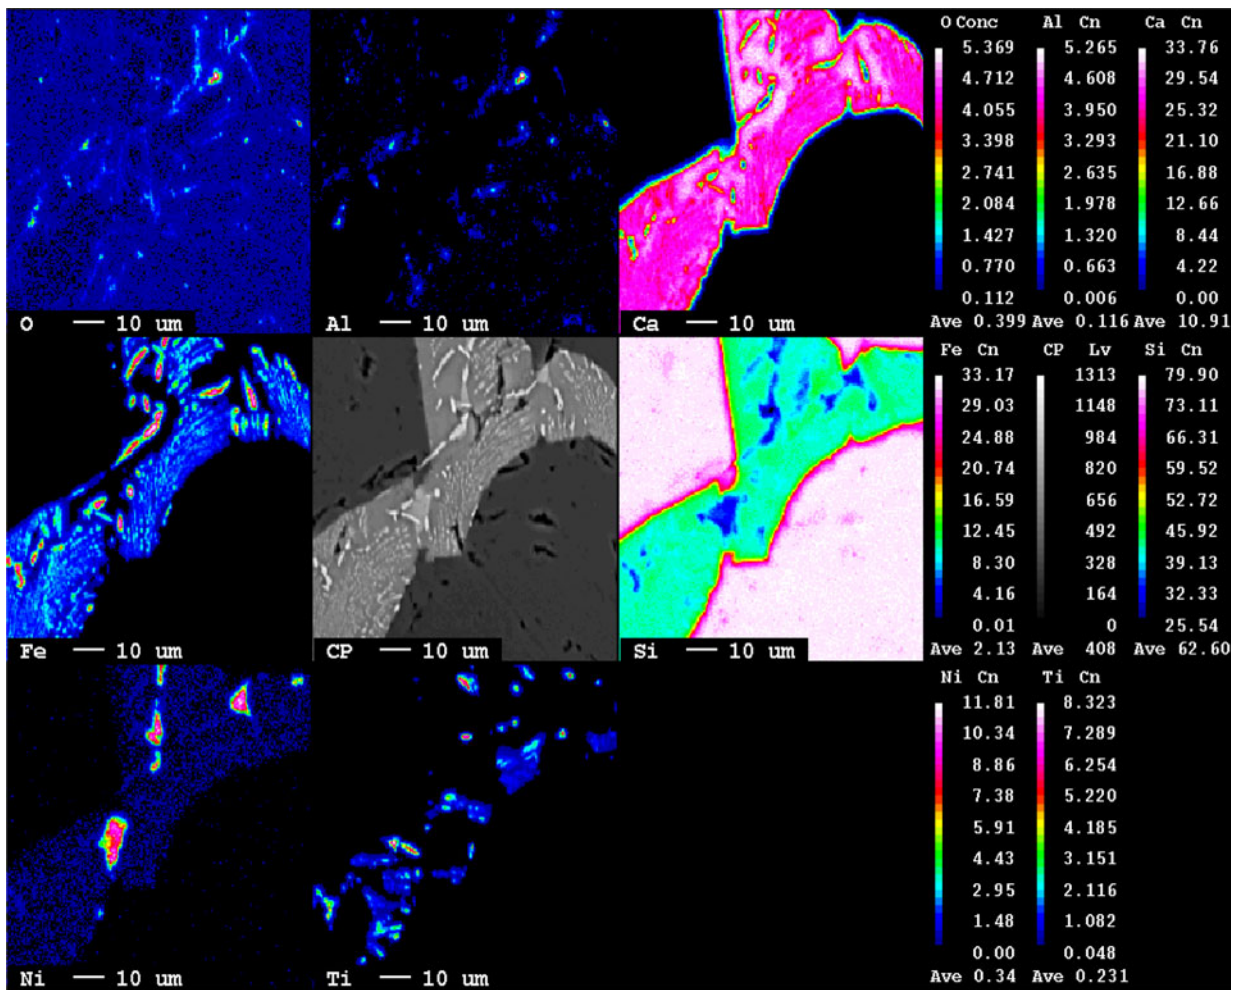 O Conc Al Cn Ca Cn
5.369 5.265 33.76
4.712 4.608 29.54
4.055 3.950 25.32
3.398 3.293 21.10
2.741 2.635 16.88
2.084 1.978 12.66
1.427 1.320 8.44
0.770 0.663 4.22
0.112 0.006 0.00
O 10 um Al 10 um Ca 10 um Ave 0.399 Ave 0.116 Ave 10.91
Fe Cn CP Lv Si Cn
33.17 1313 79.90
29.03 1148 73.11
24.88 984 66.31
20.74 820 59.52
16.59 656 52.72
12.45 492 45.92
8.30 328 39.13
4.16 164 32.33
0.01 0 25.54
Fe 10 um CP 10 um Si 10 um Ave 2.13 Ave 408 Ave 62.60
Ni Cn Ti Cn
11.81 8.323
10.34 7.289
8.86 6.254
7.38 5.220
5.91 4.185
4.43 3.151
2.95 2.116
1.48 1.082
0.00 0.048
Ni 10 um Ti 10 um Ave 0.34 Ave 0.231